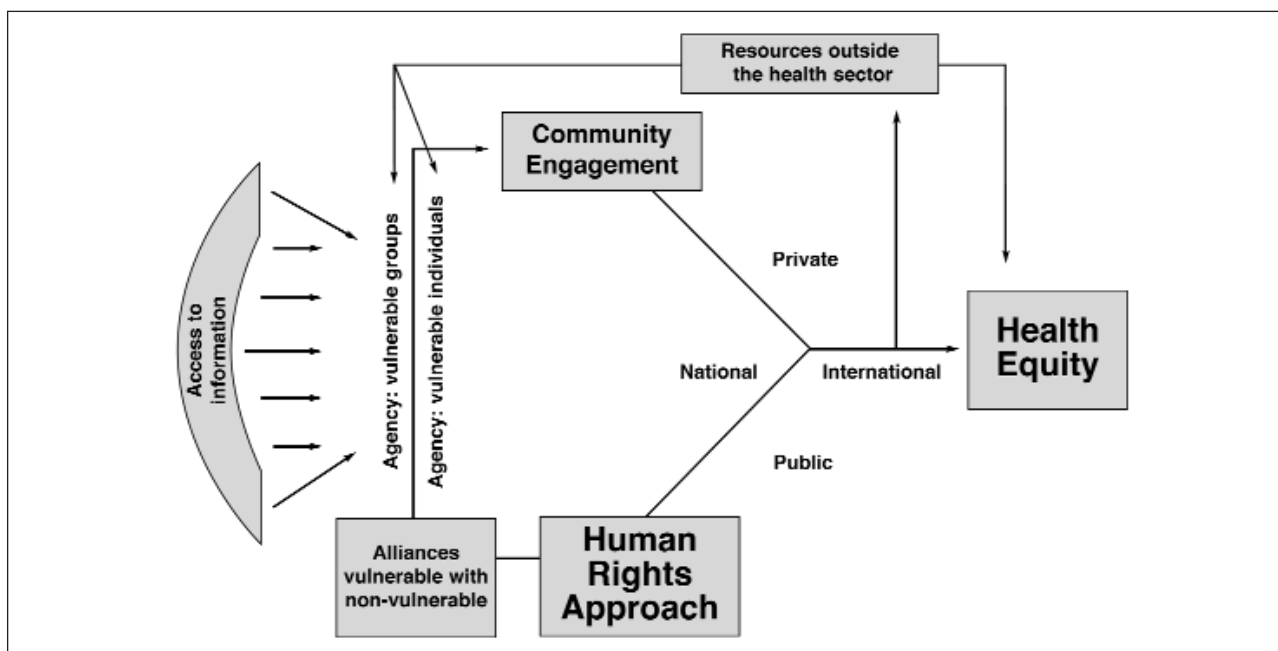 Resources outside
the health sector
Community
Engagement
Access to
information
Agency: vulnerable groups
Agency: vulnerable individuals
Private
National
International
Public
Health
Equity
Alliances
vulnerable with
non-vulnerable
Human
Rights
Approach